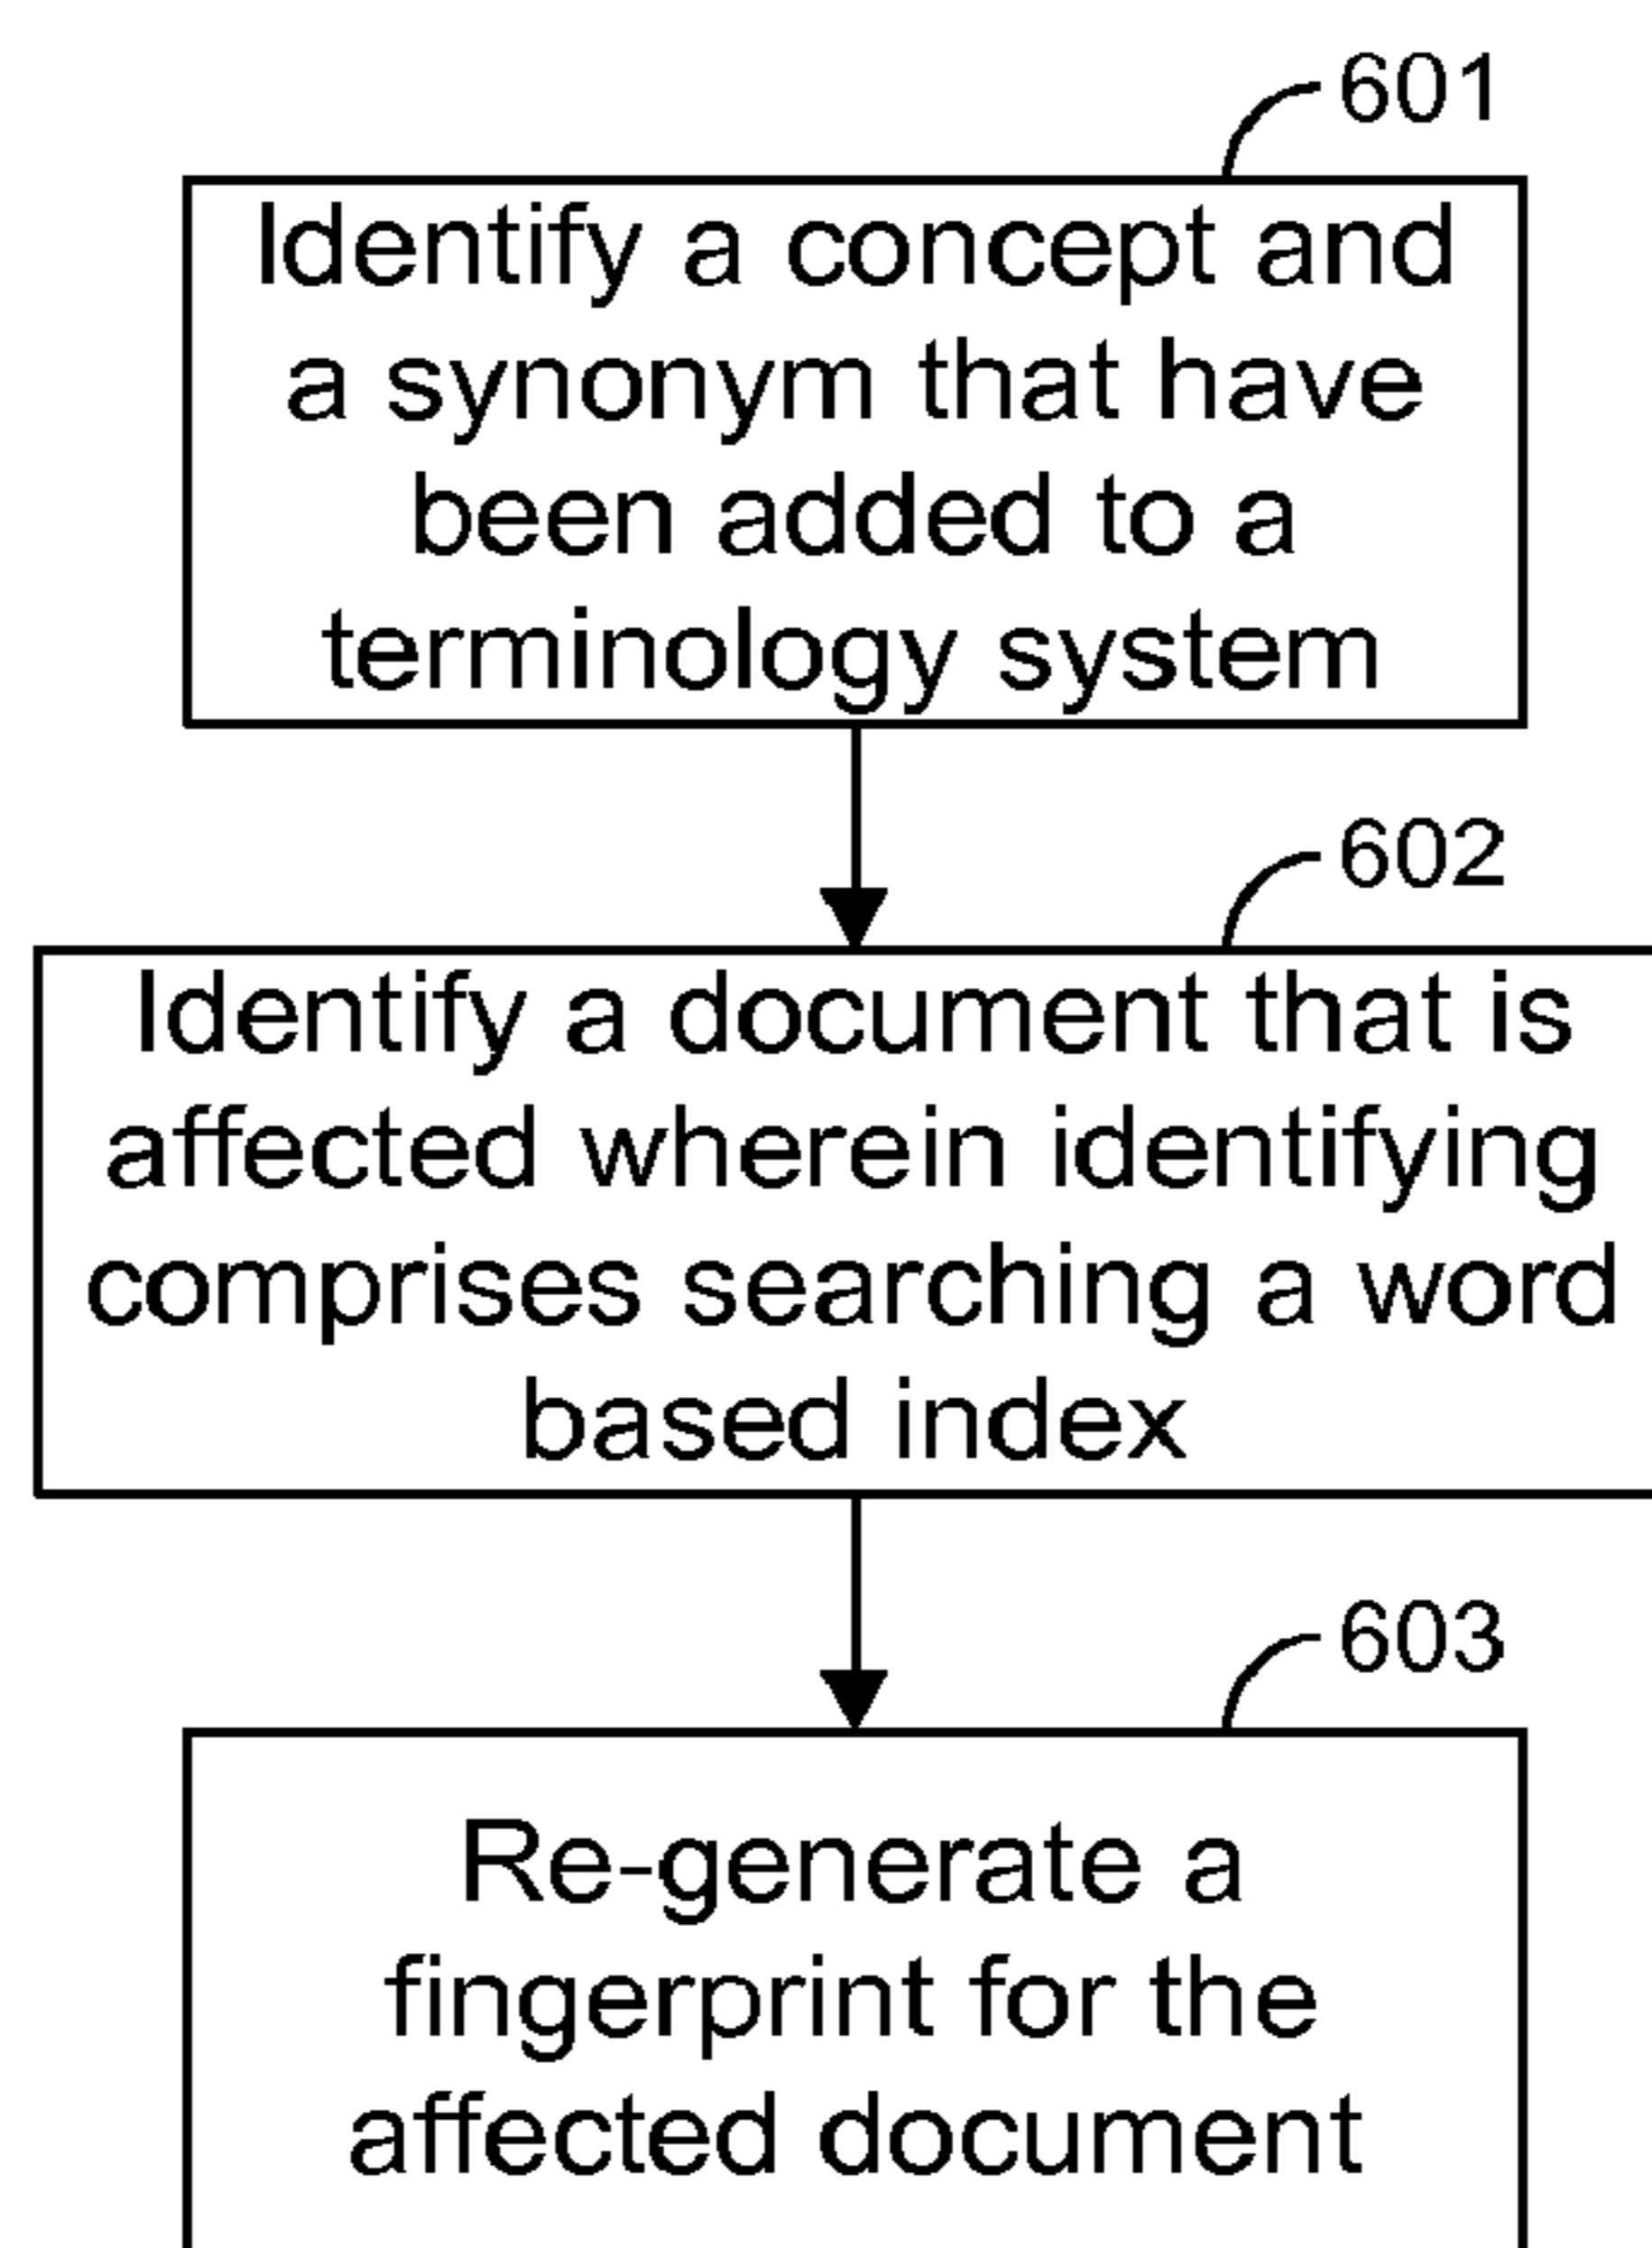 601
Identify a concept and
a synonym that have
been added to a
terminology system
602
Identify a document that is
affected wherein identifying
comprises searching a word
based index
603
Re-generate a
fingerprint for the
affected document